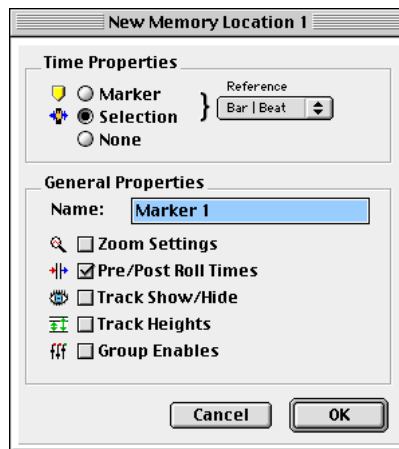 New Memory Location 1
Time Properties
Marker
Selection
None
Reference
Bar | Beat
General Properties
Name: Marker 1
Zoom Settings
Pre/Post Roll Times
Track Show/Hide
Track Heights
Group Enables
Cancel OK